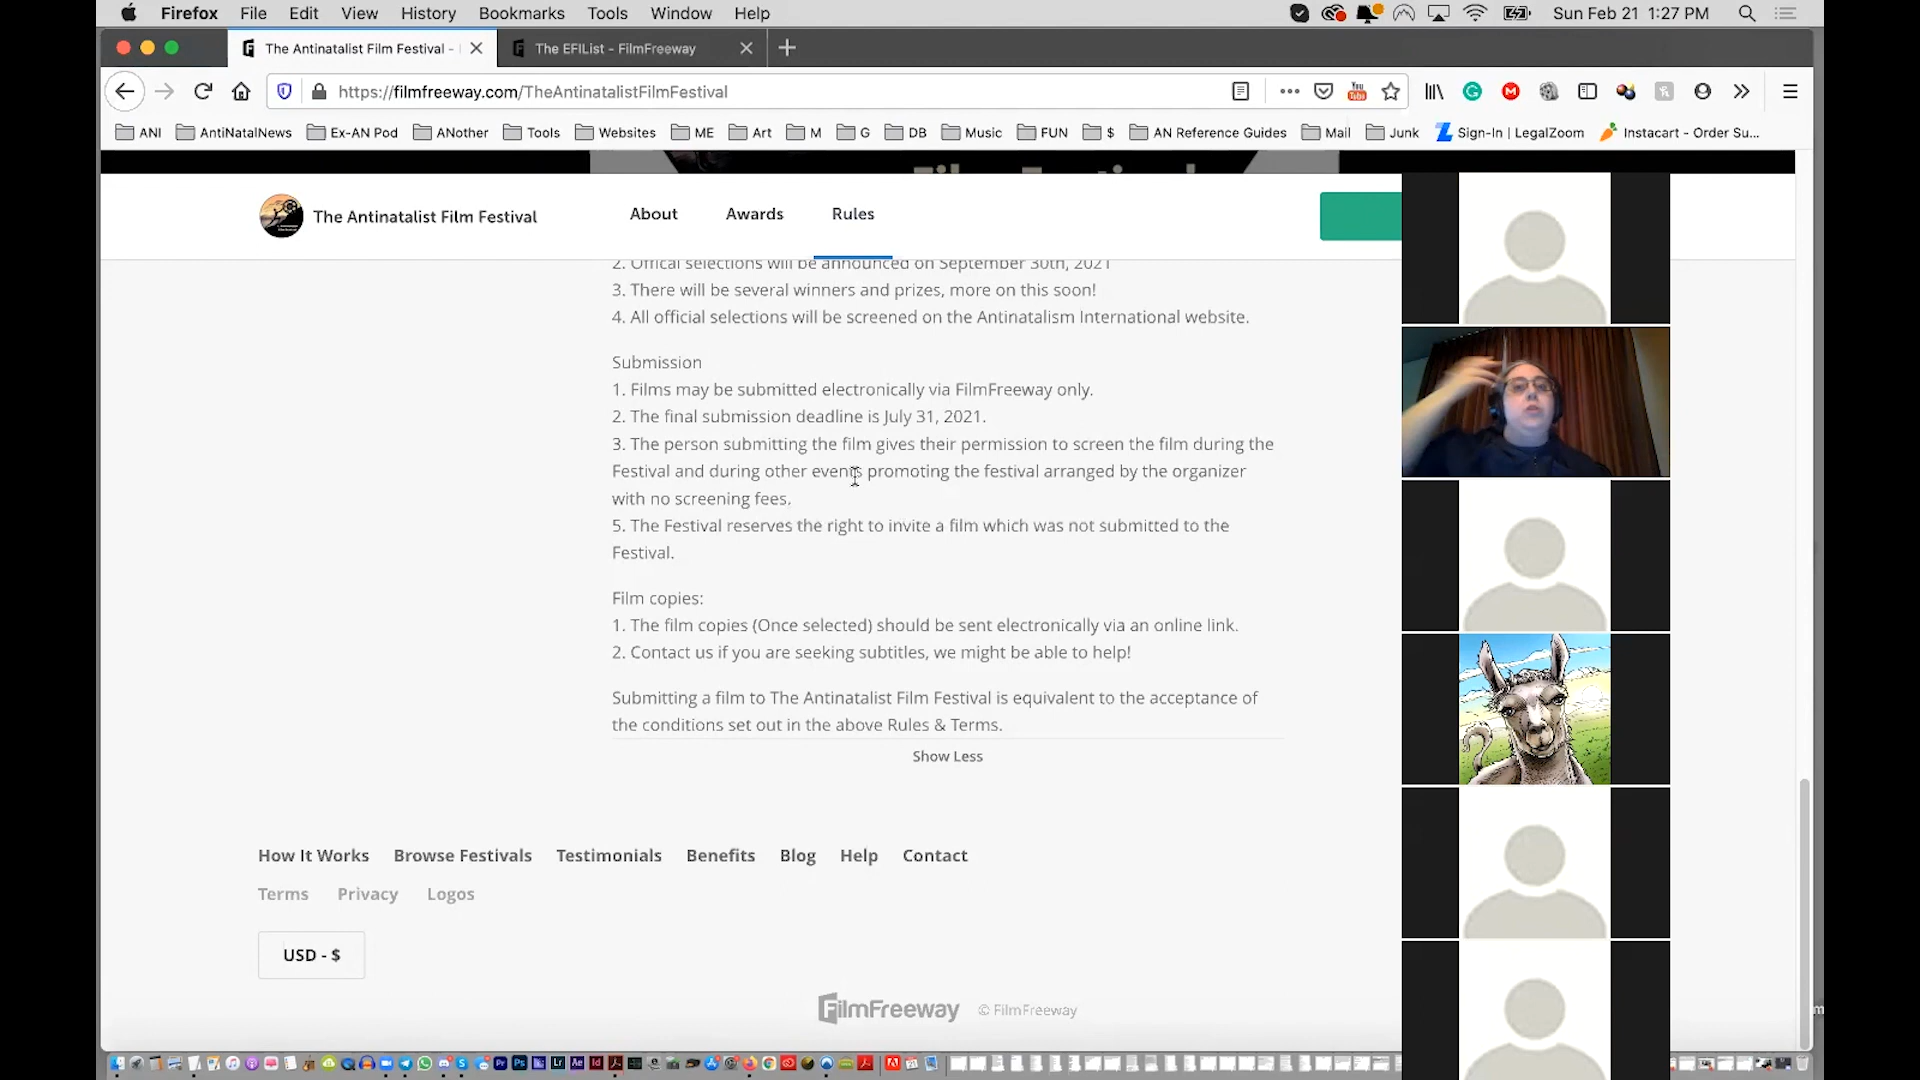 Firefox File Edit View History Bookmarks Tools Window Help Sun Feb 21 1:27 PM
The Antinatalist Film Festival - The EFIList - FilmFreeway
https://filmfreeway.com/TheAntinatalistFilmFestival
ANI AntiNatalNews Ex-AN Pod ANother Tools Websites ME Art M G DB Music FUN $ AN Reference Guides Mail Junk Sign-In | LegalZoom Instacart - Order Su...
The Antinatalist Film Festival About Awards Rules
2. Offical selections will be announced on September 30th, 2021
3. There will be several winners and prizes, more on this soon!
4. All official selections will be screened on the Antinatalism International website.
Submission
1. Films may be submitted electronically via FilmFreeway only.
2. The final submission deadline is July 31, 2021.
3. The person submitting the film gives their permission to screen the film during the
Festival and during other events promoting the festival arranged by the organizer
with no screening fees.
5. The Festival reserves the right to invite a film which was not submitted to the
Festival.
Film copies:
1. The film copies (Once selected) should be sent electronically via an online link.
2. Contact us if you are seeking subtitles, we might be able to help!
Submitting a film to The Antinatalist Film Festival is equivalent to the acceptance of
the conditions set out in the above Rules & Terms.
Show Less
How It Works Browse Festivals Testimonials Benefits Blog Help Contact
Terms Privacy Logos
USD - $
FilmFreeway © FilmFreeway